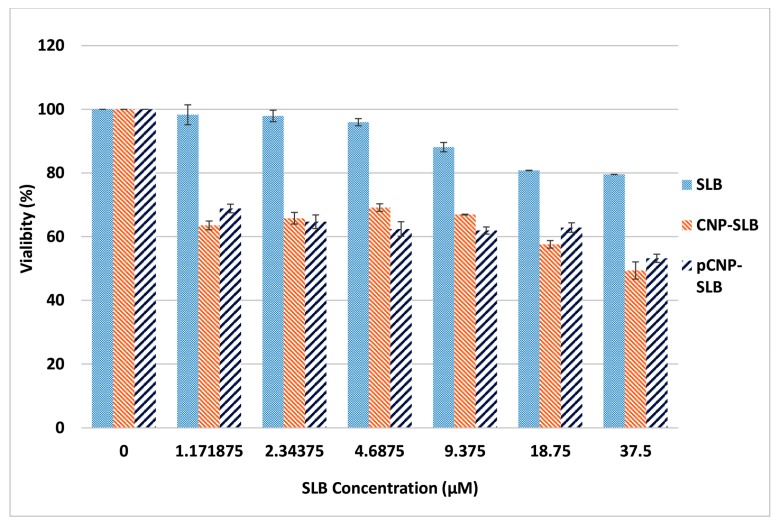 120
100
80
60
40
20
0
Vialibity (%)
0 1.171875 2.34375 4.6875 9.375 18.75 37.5
SLB Concentration (µM)
SLB
CNP-SLB
pCNP-
SLB